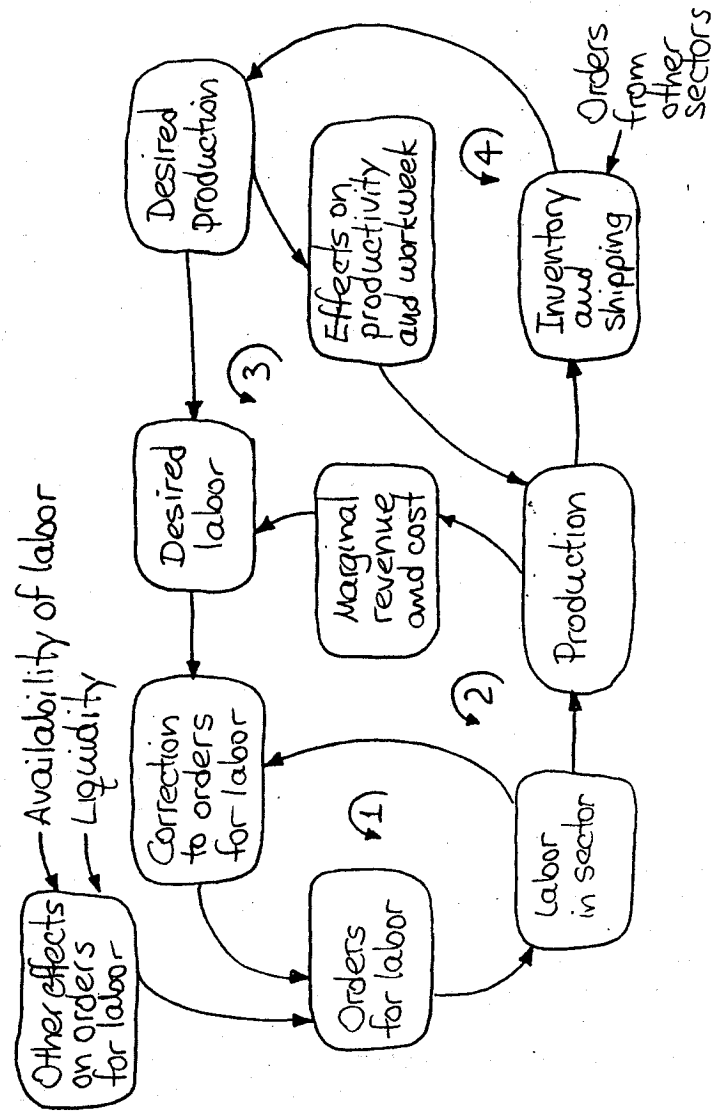 Other effects
on orders
for labor
Availability of labor
Liquidity
Correction
to orders
for labor
Desired
labor
Desired
production
Orders
for labor
1
Marginal
revenue
and cost
3
Effects on
productivity
and workweek
2
4
Labor
in sector
Production
Inventory
and
shipping
Orders
from
other
sectors